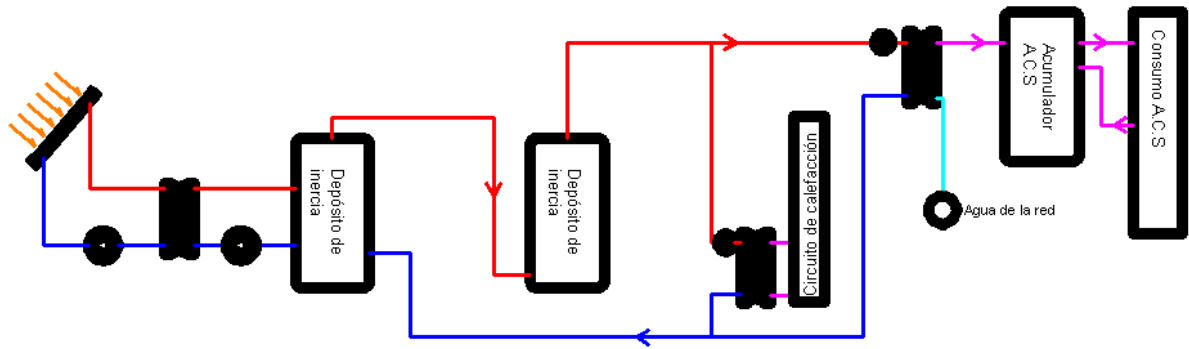 Depósito de
inercia
Depósito de
inercia
Circuito de calefacción
Agua de la red
Acumulador
A.C.S
Consumo A.C.S